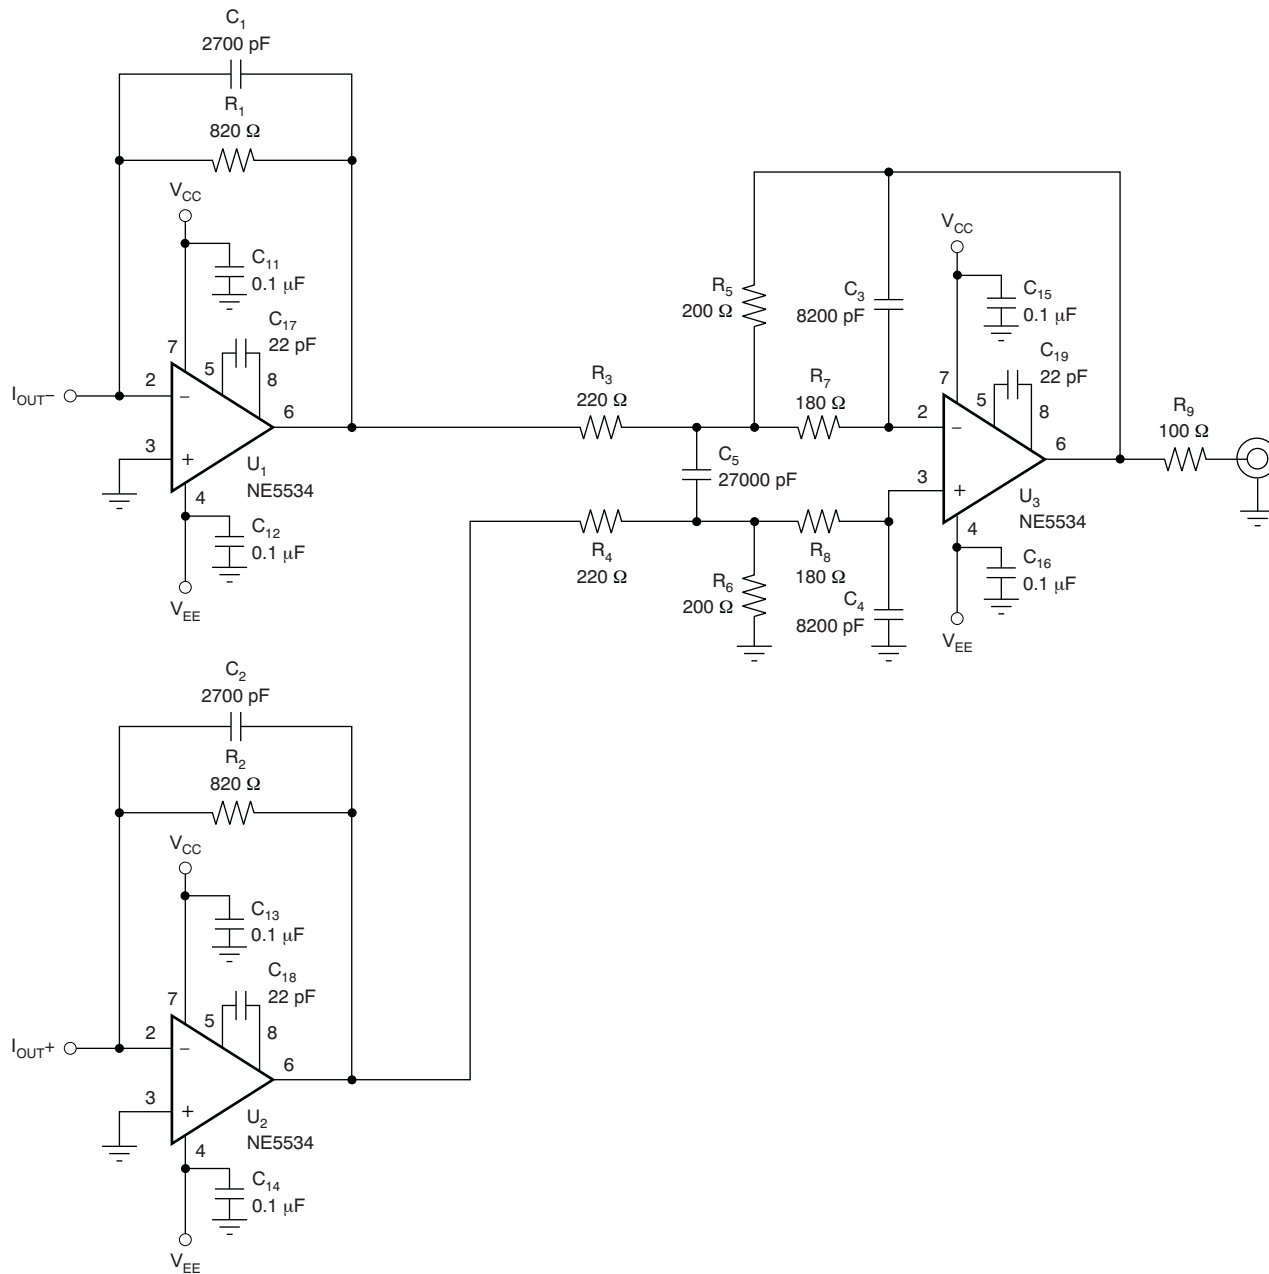 C1
2700 pF
R1
820 Ω
VCC
C11
0.1 μF
C17
22 pF
7
5
8
2
6
IOUT−
−
3
+
U1
NE5534
4
C12
0.1 μF
VEE
R3
220 Ω
C5
27000 pF
R4
220 Ω
R5
200 Ω
C3
8200 pF
R7
180 Ω
R8
180 Ω
R6
200 Ω
C4
8200 pF
VCC
C15
0.1 μF
C19
22 pF
7
5
8
2
−
6
3
+
U3
NE5534
4
C16
0.1 μF
VEE
R9
100 Ω
C2
2700 pF
R2
820 Ω
VCC
C13
0.1 μF
C18
22 pF
7
5
8
2
6
IOUT+
−
3
+
U2
NE5534
4
C14
0.1 μF
VEE